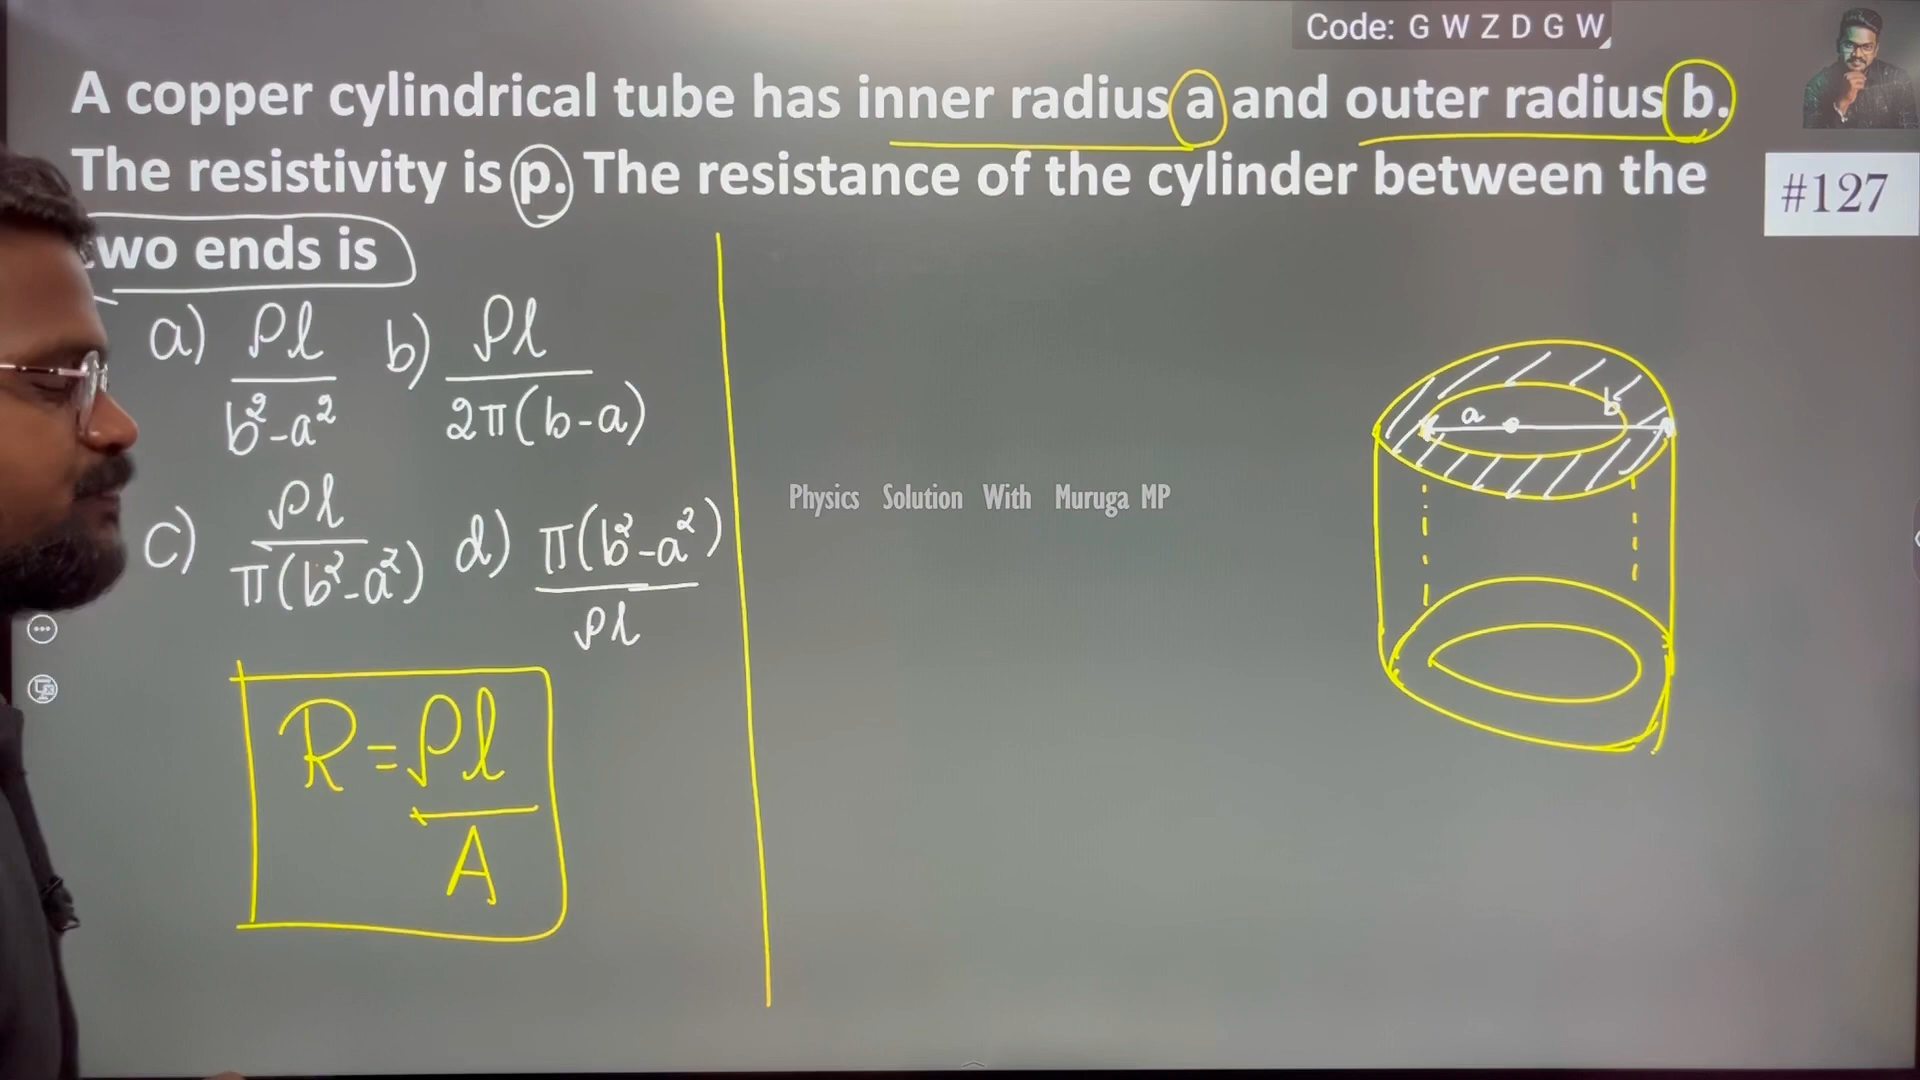 Code: G W Z D G W
A copper cylindrical tube has inner radius a and outer radius b.
The resistivity is p. The resistance of the cylinder between the
#127
two ends is
a) ρl / b²-a² b) ρl / 2π(b-a)
c) ρl / π(b²-a²) d) π(b²-a²) / ρl
a b
Physics Solution With Muruga MP
R = ρl / A